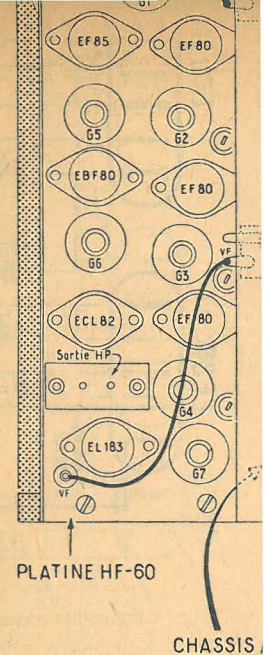 G1
EF85
EF80
G5
G2
EBF80
EF80
G6
G3
VF
ECL82
EF80
Sortie HP
G4
EL183
G7
VF
PLATINE HF-60
CHASSIS